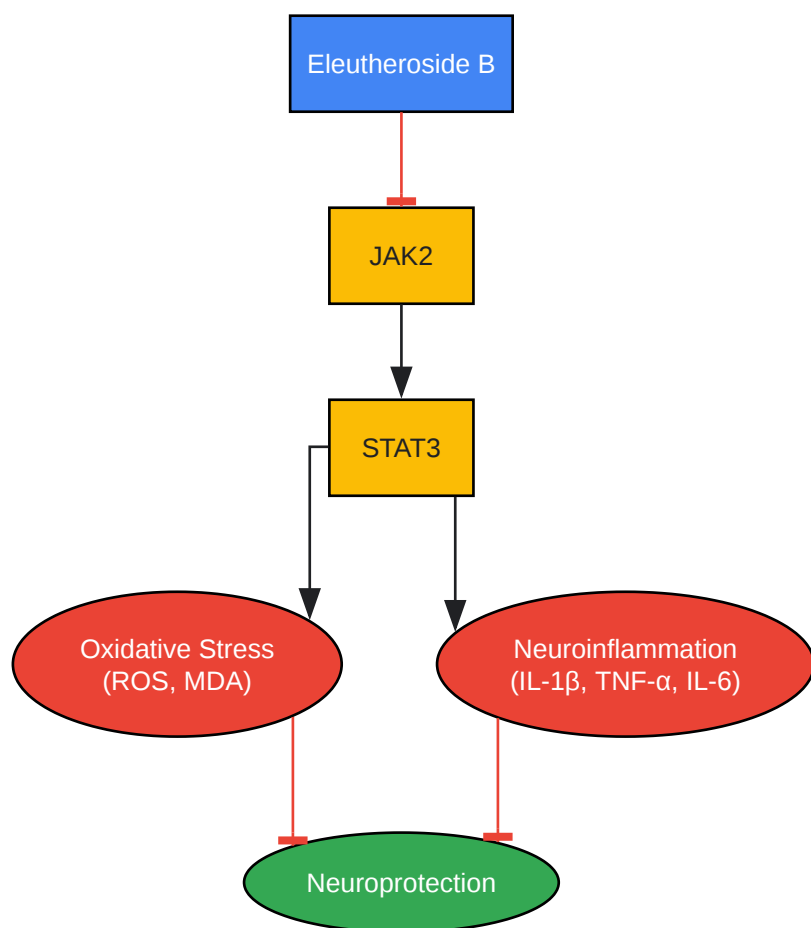 Eleutheroside B
JAK2
STAT3
Oxidative Stress
(ROS, MDA)
Neuroinflammation
(IL-1β, TNF-α, IL-6)
Neuroprotection